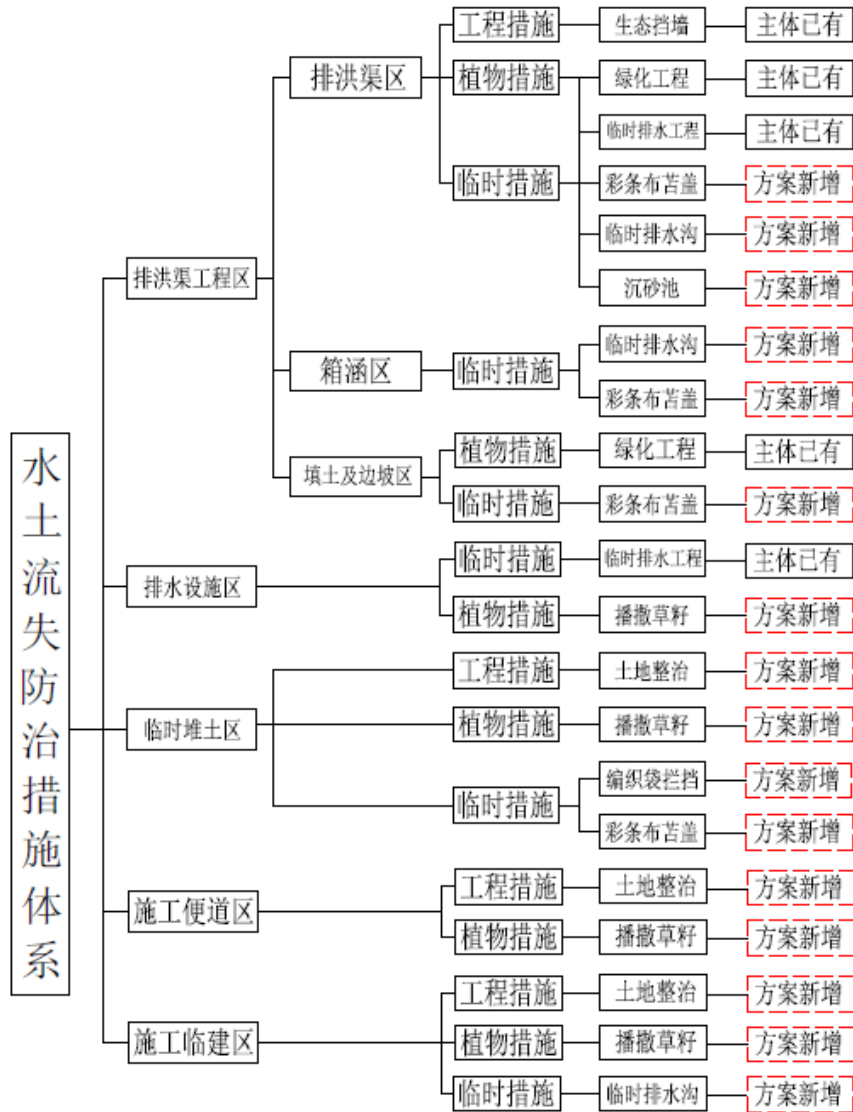 水土流失防治措施体系
排洪渠工程区
排洪渠区
工程措施 生态挡墙 主体已有
植物措施 绿化工程 主体已有
临时排水工程 主体已有
临时措施 彩条布苫盖 方案新增
临时排水沟 方案新增
沉砂池 方案新增
箱涵区 临时措施 临时排水沟 方案新增
彩条布苫盖 方案新增
填土及边坡区
植物措施 绿化工程 主体已有
临时措施 彩条布苫盖 方案新增
排水设施区
临时措施 临时排水工程 主体已有
植物措施 播撒草籽 方案新增
临时堆土区
工程措施 土地整治 方案新增
植物措施 播撒草籽 方案新增
临时措施 编织袋拦挡 方案新增
彩条布苫盖 方案新增
施工便道区
工程措施 土地整治 方案新增
植物措施 播撒草籽 方案新增
施工临建区
工程措施 土地整治 方案新增
植物措施 播撒草籽 方案新增
临时措施 临时排水沟 方案新增